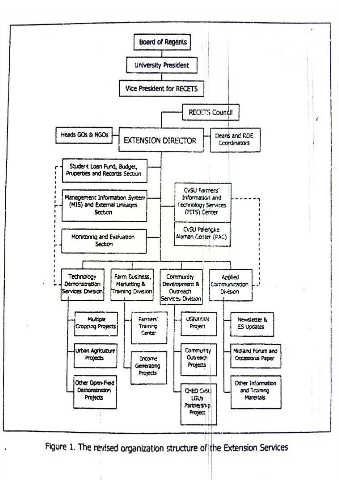 Board of Regents
University President
Vice President for RECETS
RECETS Council
Heads GOs & NGOs
EXTENSION DIRECTOR
Deans and RDE
Coordinators
Student Loan Fund, Budget,
Properties and Records Section
Management Information System
(MIS) and External Linkages
Section
Monitoring and Evaluation
Section
CvSU Farmers'
Information and
Technology Services
(FITS) Center
CvSU Palengke
Naman Center (PAC)
Technology
Demonstration
Services Division
Farm Business,
Marketing &
Training Division
Community
Development &
Outreach
Services Division
Applied
Communication
Division
Multiple
Cropping Projects
Urban Agriculture
Projects
Other Open-Field
Demonstration
Projects
Farmers'
Training
Center
Income
Generating
Projects
Project
Community
Outreach
Projects
CHED CvSU
LGUs
Partnership
Project
Newsletter &
ES Updates
Midland Forum and
Occasional Paper
Other Information
and Training
Materials
Figure 1. The revised organization structure of the Extension Services